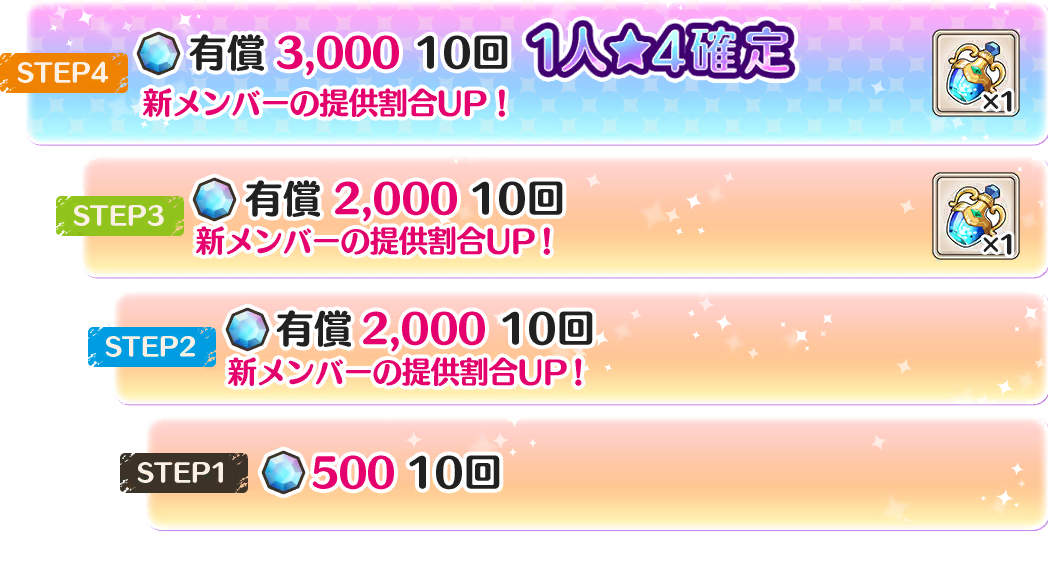 STEP4 有償 3,000 10回 1人★4確定
新メンバーの提供割合UP！
×1
STEP3 有償 2,000 10回
新メンバーの提供割合UP！
×1
STEP2 有償 2,000 10回
新メンバーの提供割合UP！
STEP1 500 10回